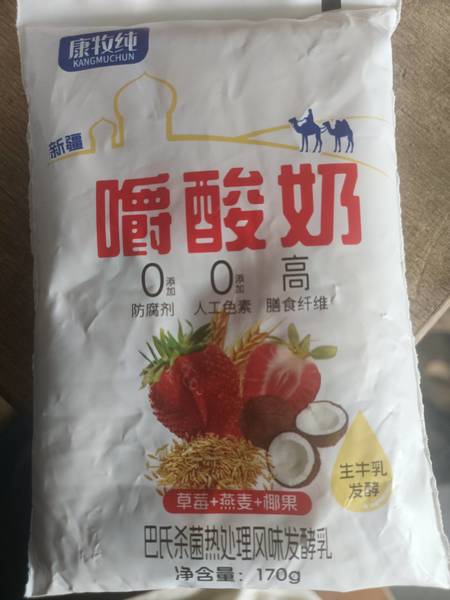 康牧纯
KANGMUCHUN
新疆
嚼酸奶
0添加 0添加 高
防腐剂 人工色素 膳食纤维
生牛乳
发酵
草莓+燕麦+椰果
巴氏杀菌热处理风味发酵乳
净含量：170g